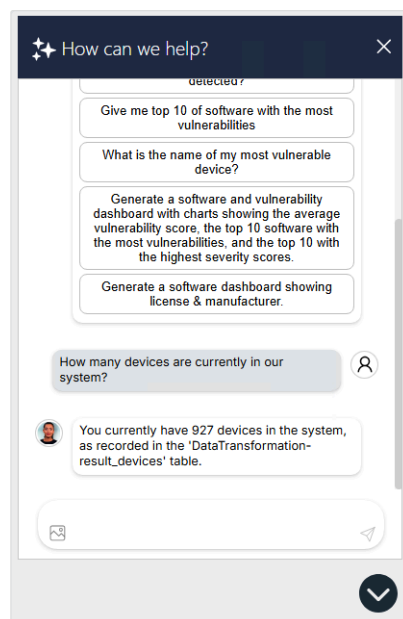 How can we help?
detected?
Give me top 10 of software with the most
vulnerabilities
What is the name of my most vulnerable
device?
Generate a software and vulnerability
dashboard with charts showing the average
vulnerability score, the top 10 software with
the most vulnerabilities, and the top 10 with
the highest severity scores.
Generate a software dashboard showing
license & manufacturer.
How many devices are currently in our
system?
You currently have 927 devices in the system,
as recorded in the 'DataTransformation-
result_devices' table.